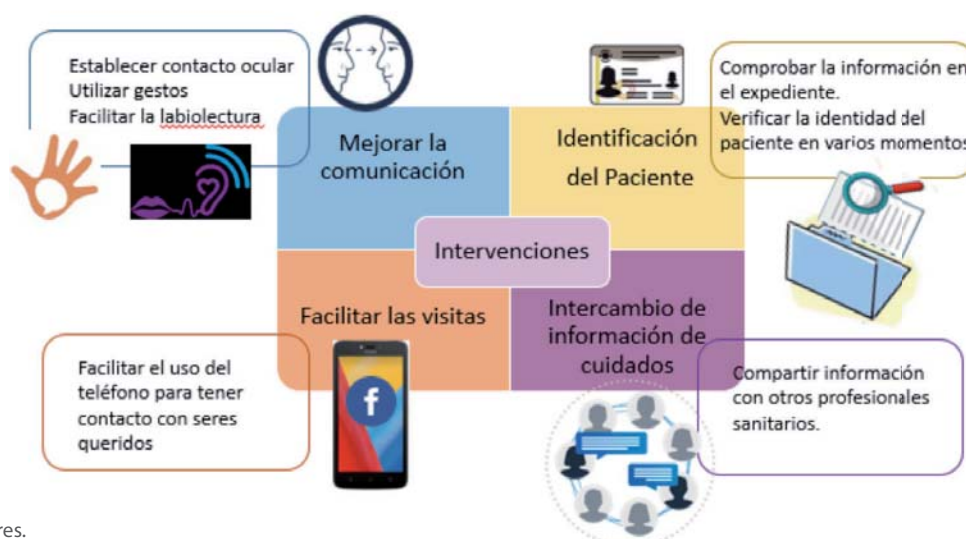 Establecer contacto ocular
Utilizar gestos
Facilitar la labiolectura
Mejorar la
comunicación
Identificación
del Paciente
Comprobar la información en
el expediente.
Verificar la identidad del
paciente en varios momentos
Intervenciones
Facilitar las visitas
Intercambio de
información de
cuidados
Facilitar el uso del
teléfono para tener
contacto con seres
queridos
f
Compartir información
con otros profesionales
sanitarios.
res.